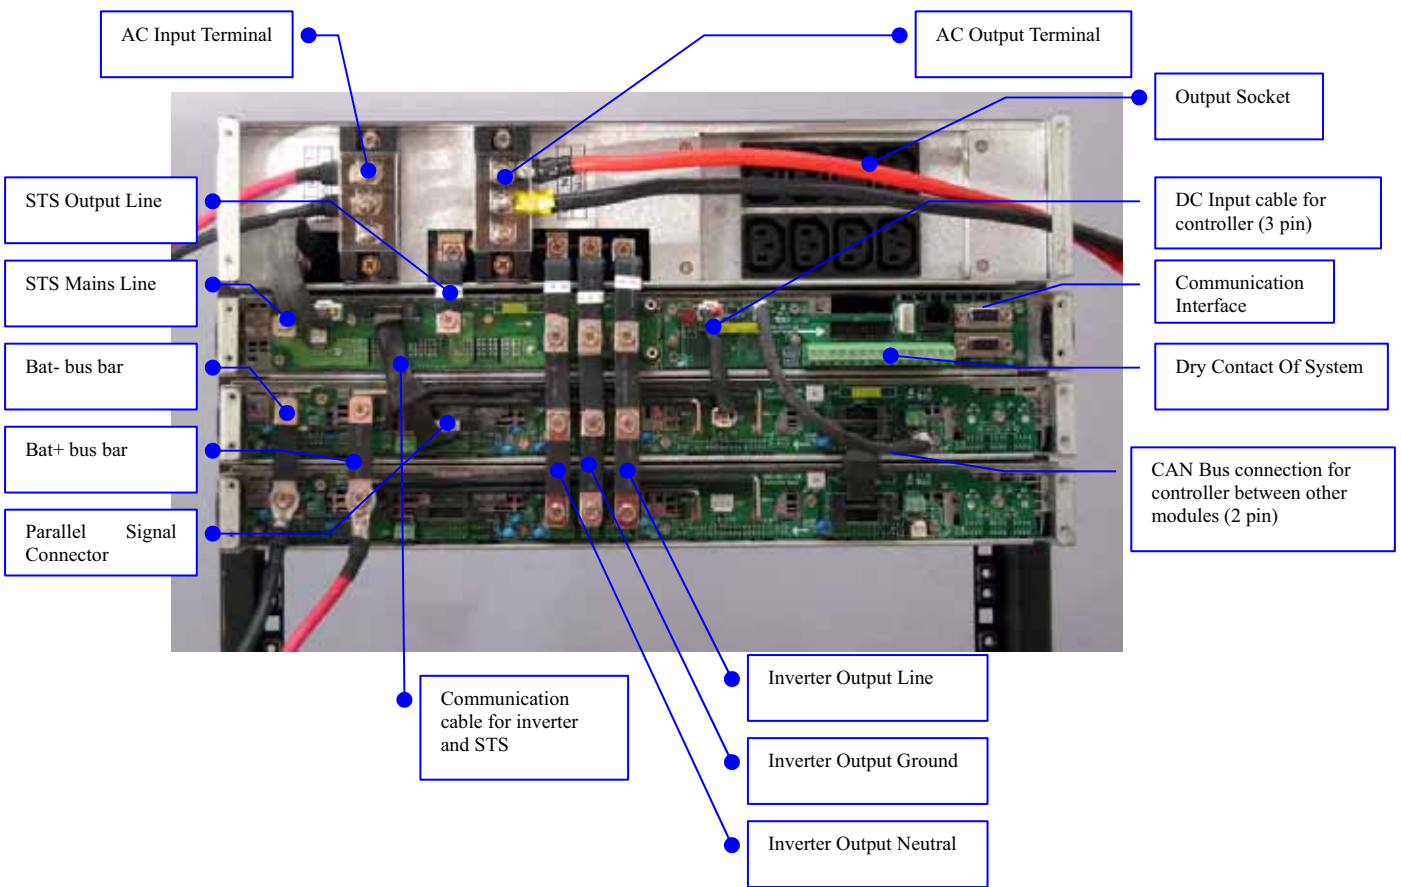 AC Input Terminal
AC Output Terminal
Output Socket
STS Output Line
DC Input cable for
controller (3 pin)
STS Mains Line
Communication
Interface
Bat- bus bar
Dry Contact Of System
Bat+ bus bar
CAN Bus connection for
controller between other
modules (2 pin)
Parallel Signal
Connector
Communication
cable for inverter
and STS
Inverter Output Line
Inverter Output Ground
Inverter Output Neutral